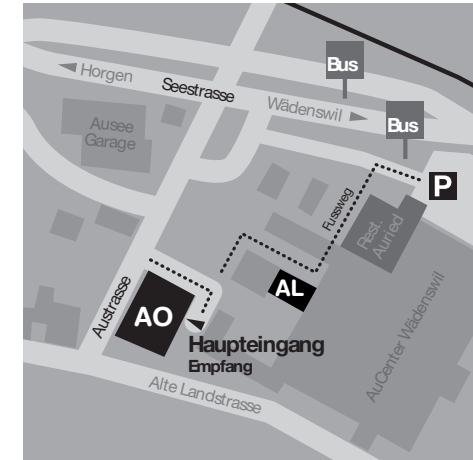 Bus
Horgen
Seestrasse
Wädenswil
Bus
Ausee
Garage
P
Fussweg
Rest.
Auried
AL
Austrasse
AO
Haupteingang
Empfang
AuCenter Wädenswil
Alte Landstrasse